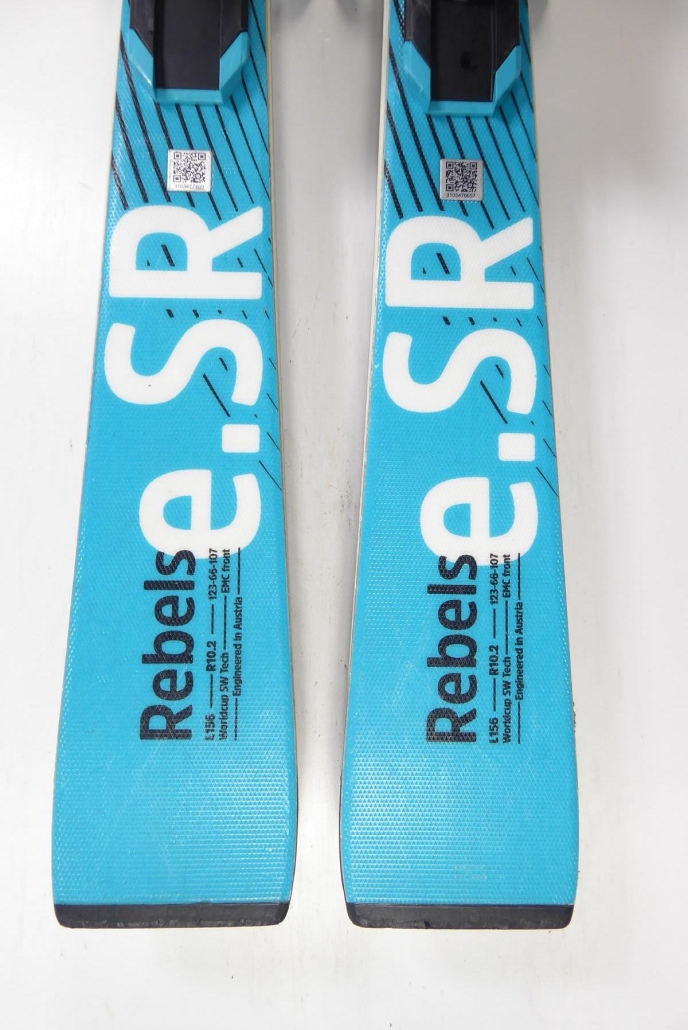 e.SR
Rebels
L156 R10.2 123-66-107
Worldcup SW Tech EMC front
Engineered in Austria
3103470657
e.SR
Rebels
L156 R10.2 123-66-107
Worldcup SW Tech EMC front
Engineered in Austria